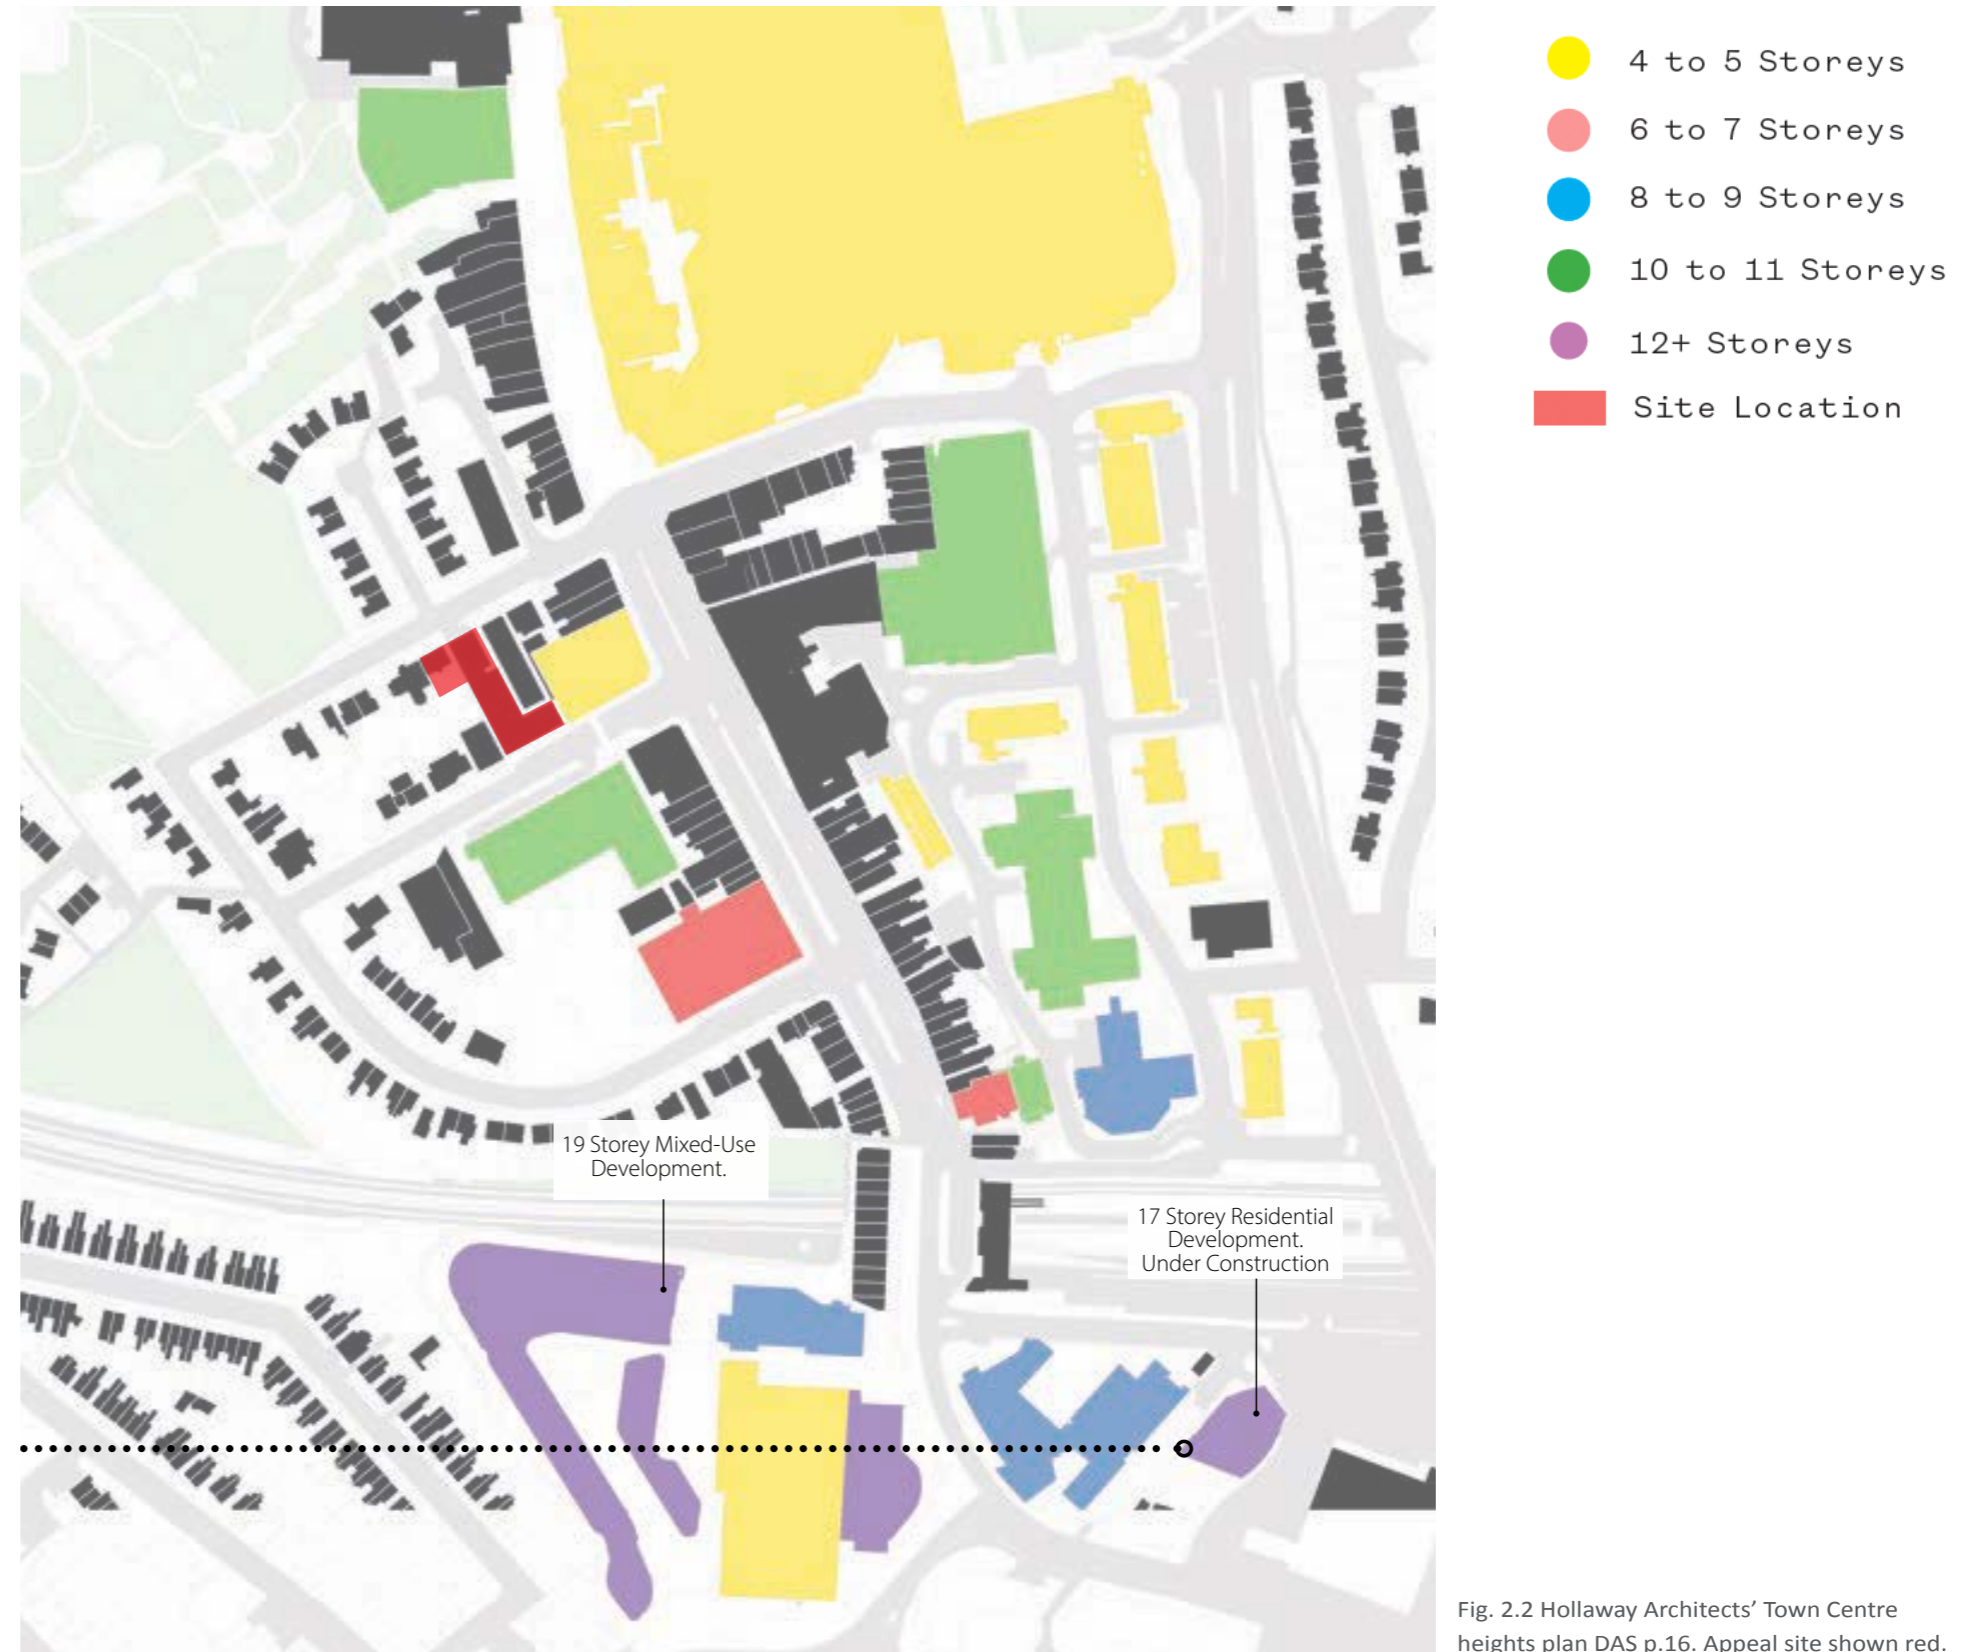 4 to 5 Storeys
6 to 7 Storeys
8 to 9 Storeys
10 to 11 Storeys
12+ Storeys
Site Location
19 Storey Mixed-Use
Development.
17 Storey Residential
Development.
Under Construction
Fig. 2.2 Hollaway Architects’ Town Centre
heights plan DAS p.16. Appeal site shown red.